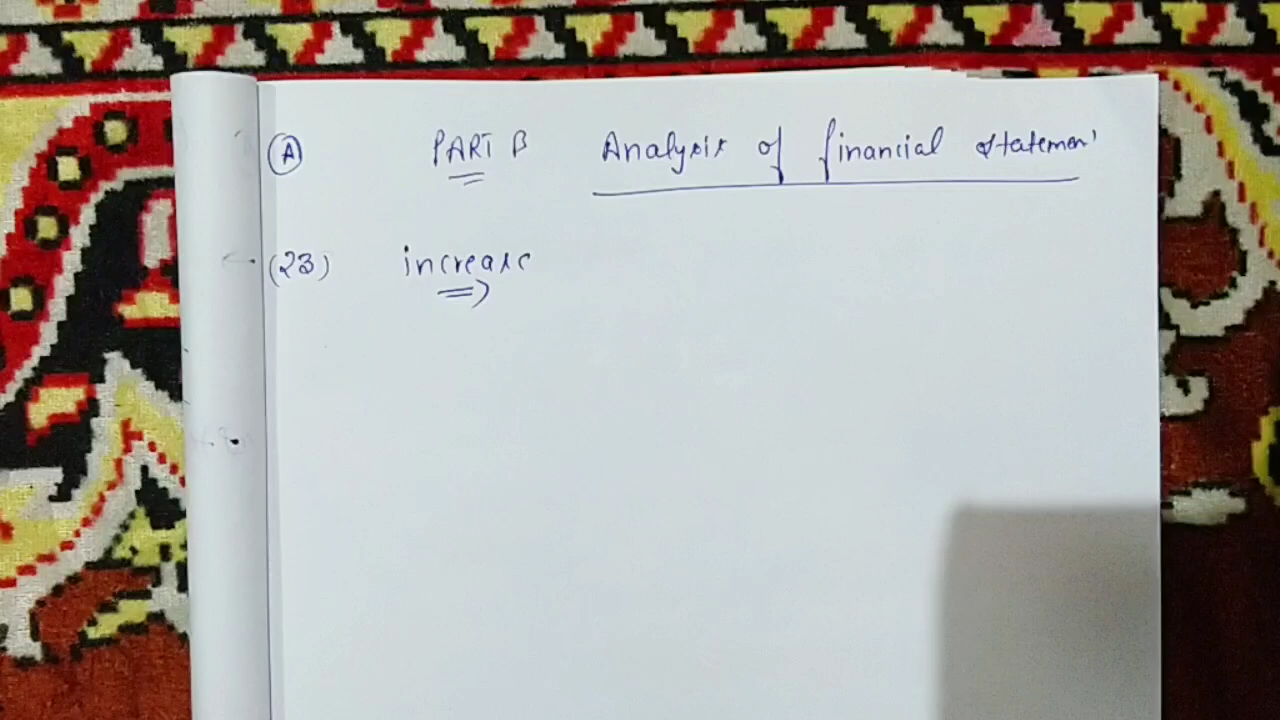 (A) PART B Analysis of financial statement
(23) increase